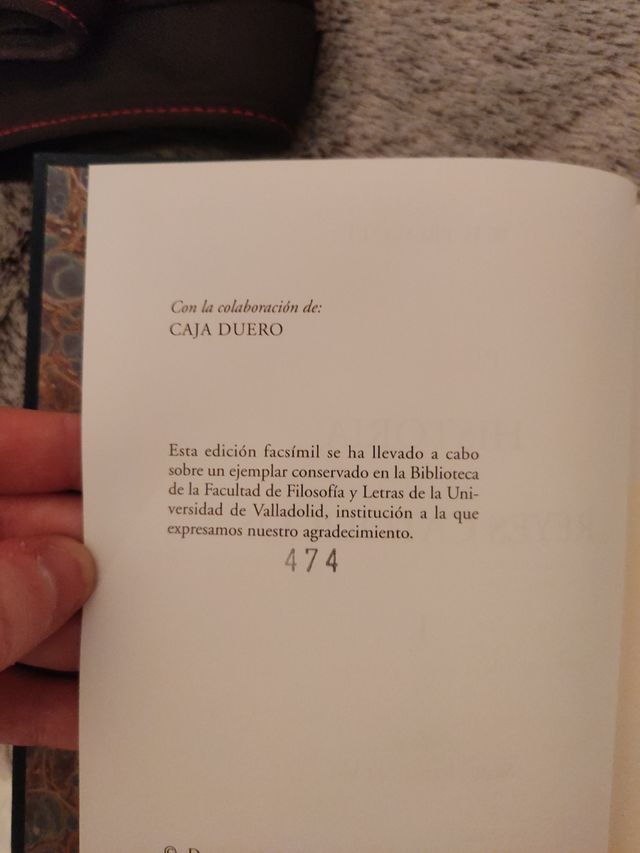 Con la colaboración de:
CAJA DUERO
Esta edición facsímil se ha llevado a cabo
sobre un ejemplar conservado en la Biblioteca
de la Facultad de Filosofía y Letras de la Uni-
versidad de Valladolid, institución a la que
expresamos nuestro agradecimiento.
474